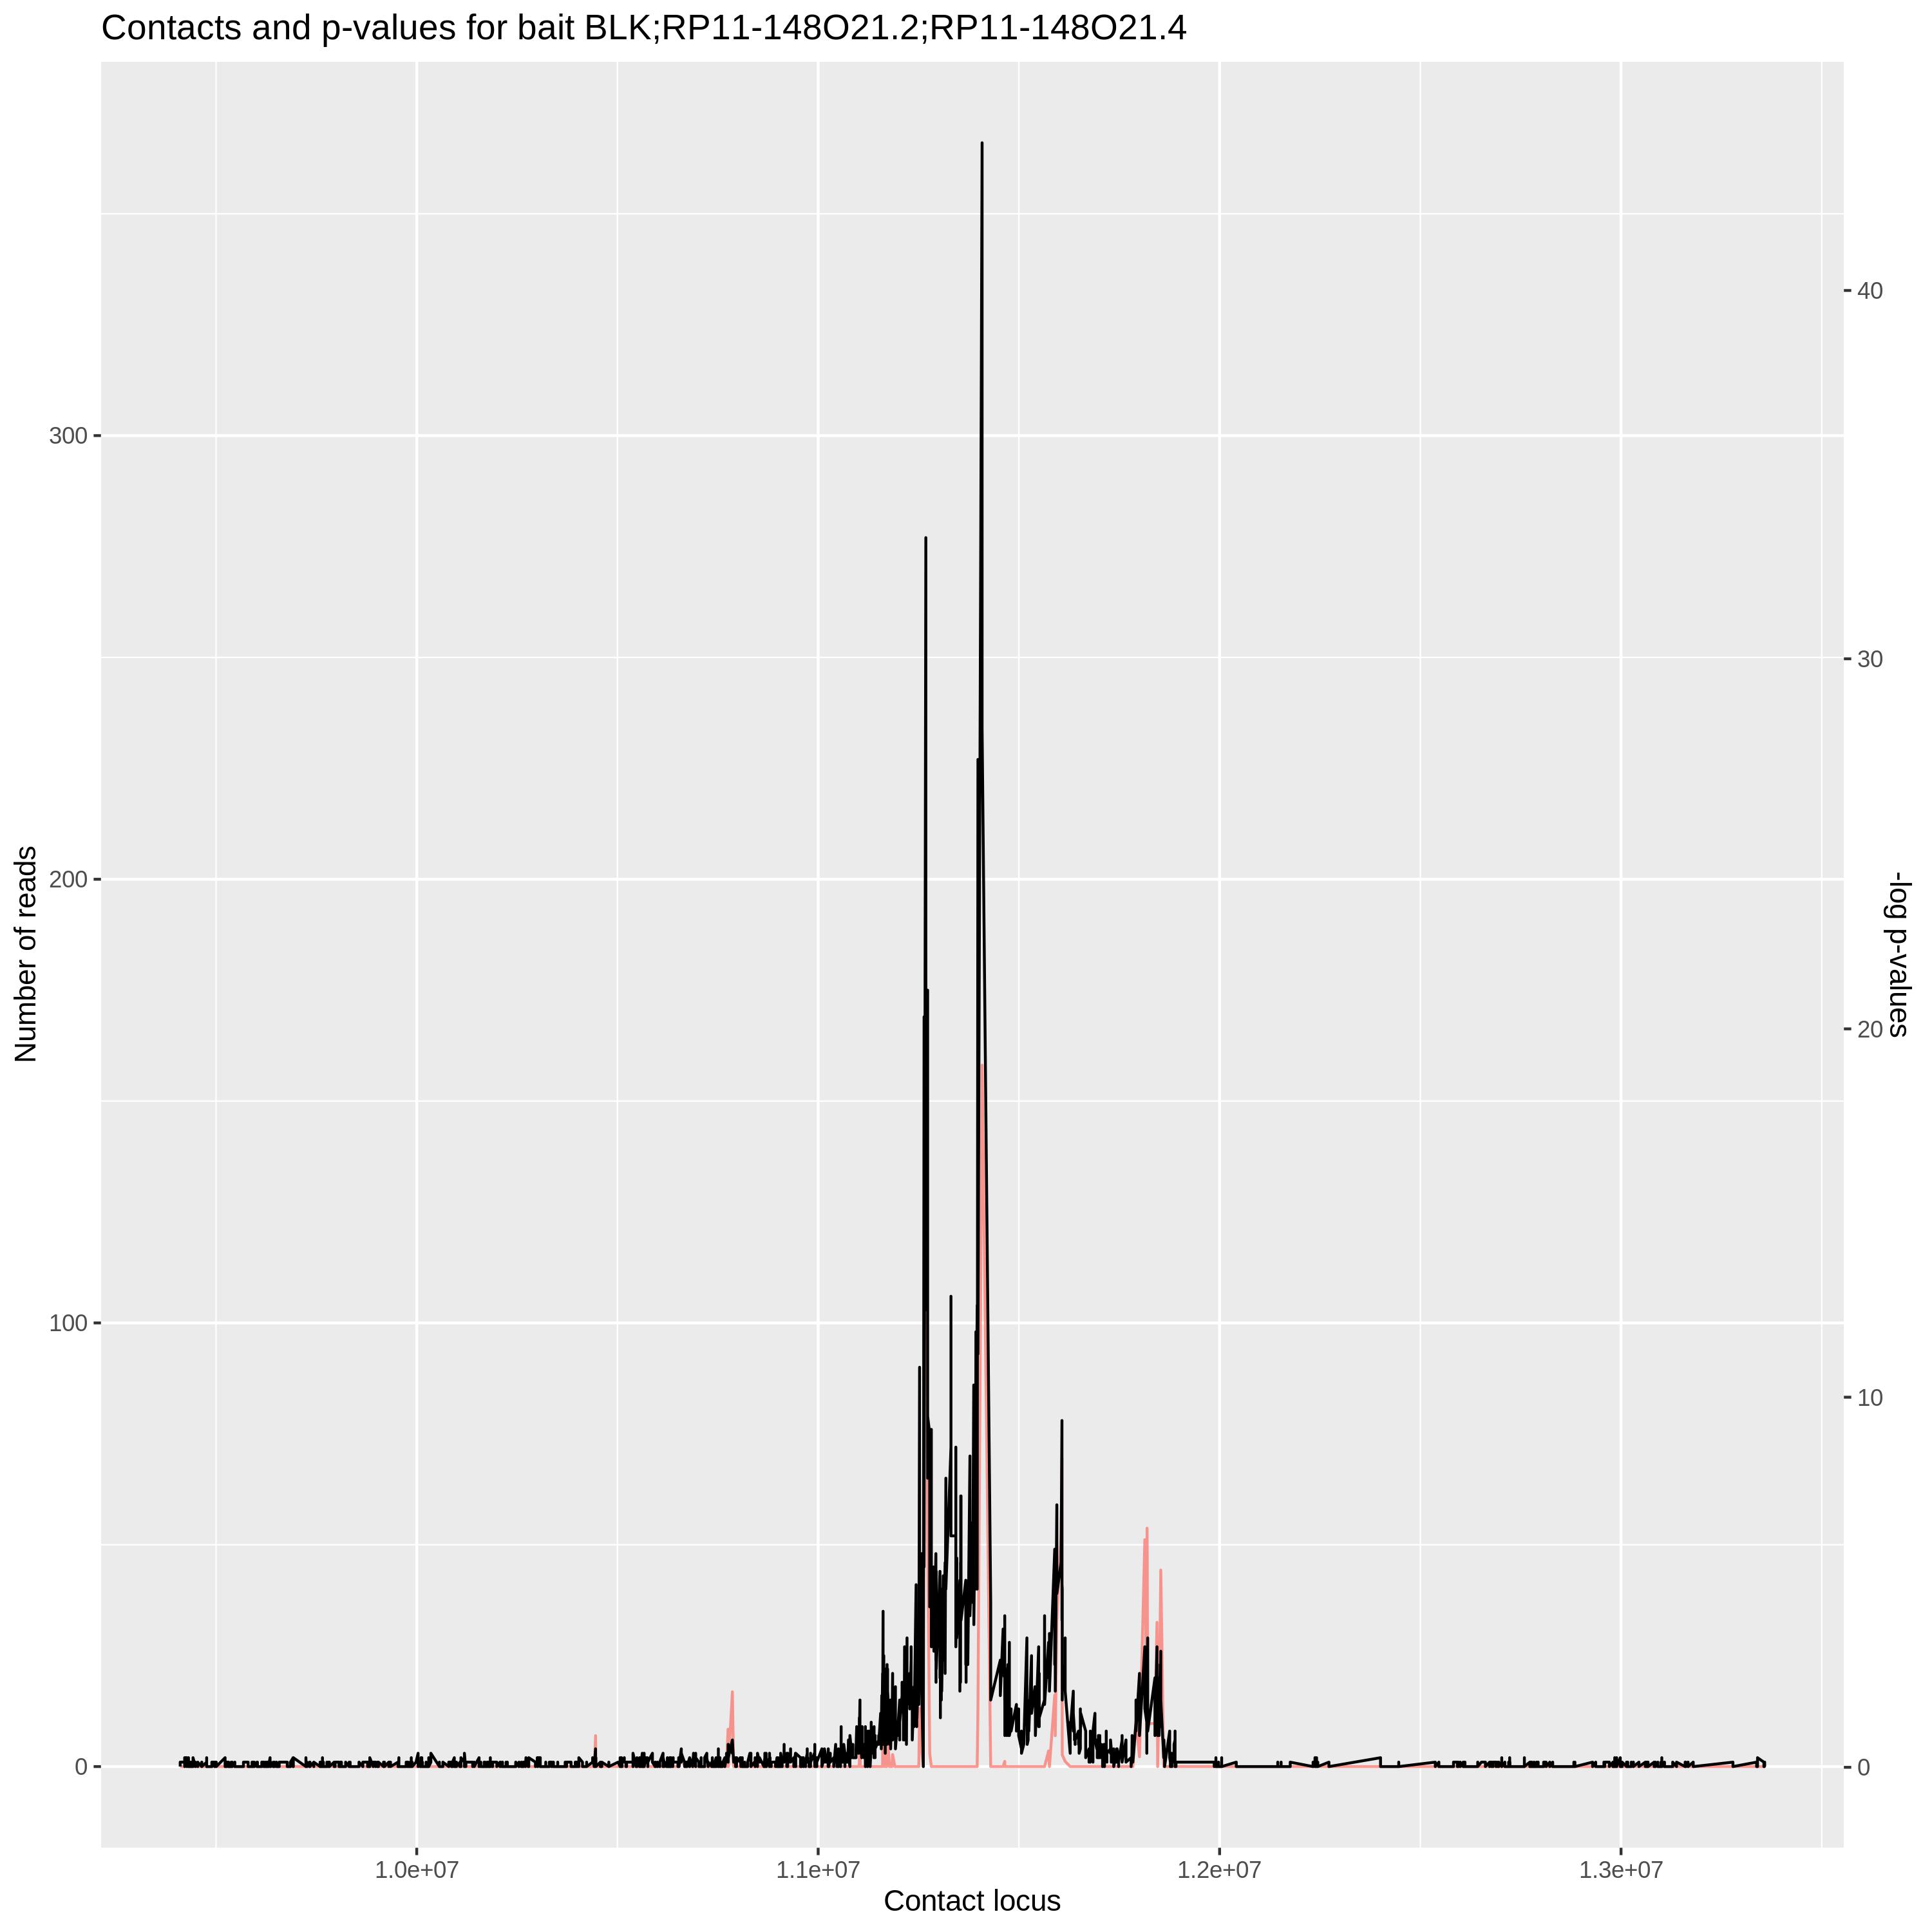 Contacts and p-values for bait BLK;RP11-148O21.2;RP11-148O21.4
Number of reads
300
200
100
0
40
30
20
10
0
-log p-values
1.0e+07
1.1e+07
1.2e+07
1.3e+07
Contact locus